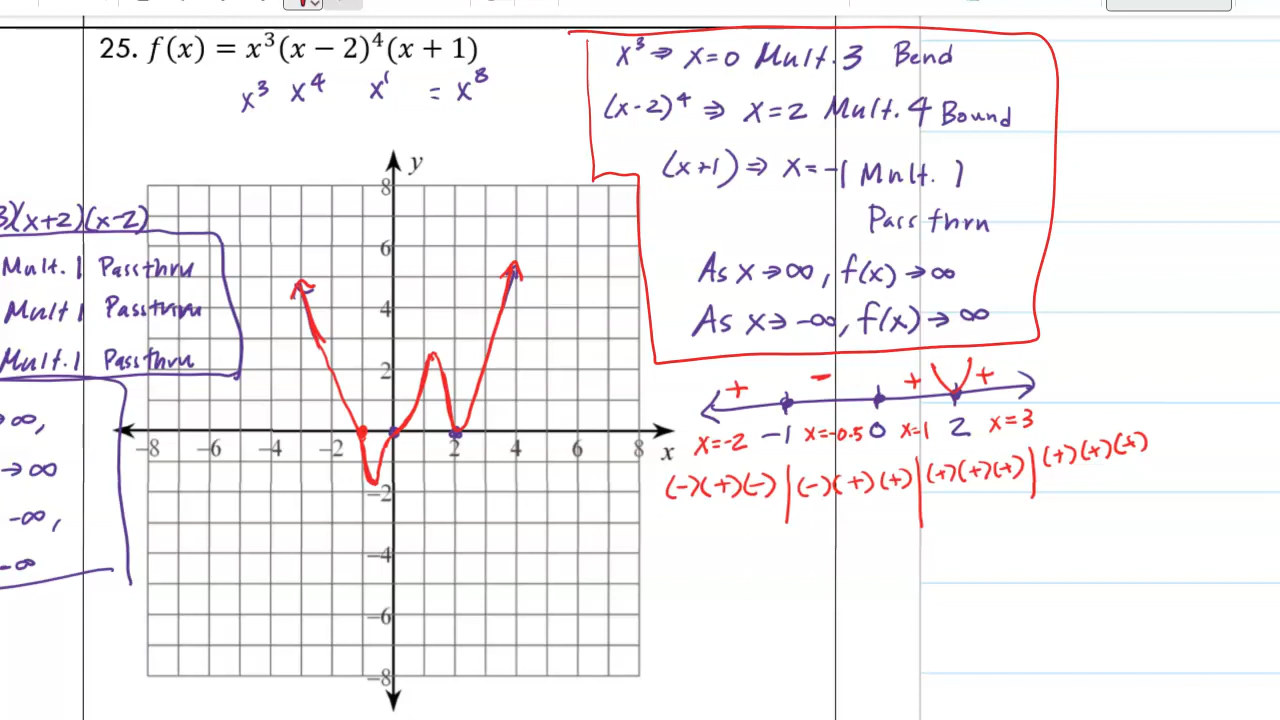 25. f(x) = x³(x − 2)⁴(x + 1)
x³ x⁴ x¹ = x⁸
3)(x+2)(x-2)
Mult. 1 Pass thru
Mult 1 Pass thru
Mult. 1 Pass thru
→∞,
→∞
-∞,
-∞
y
8
6
4
2
-8 -6 -4 -2 2 4 6 8 x
-2
-4
-6
-8
x³ ⇒ x=0 Mult. 3 Bend
(x-2)⁴ ⇒ x=2 Mult. 4 Bound
(x+1) ⇒ x=-1 Mult. 1
Pass thru
As x→∞, f(x)→∞
As x→-∞, f(x)→∞
+ - + +
x=-2 -1 x=-0.5 0 x=1 2 x=3
(-)(+)(-) | (-)(+)(+) | (+)(+)(+) | (+)(+)(+)